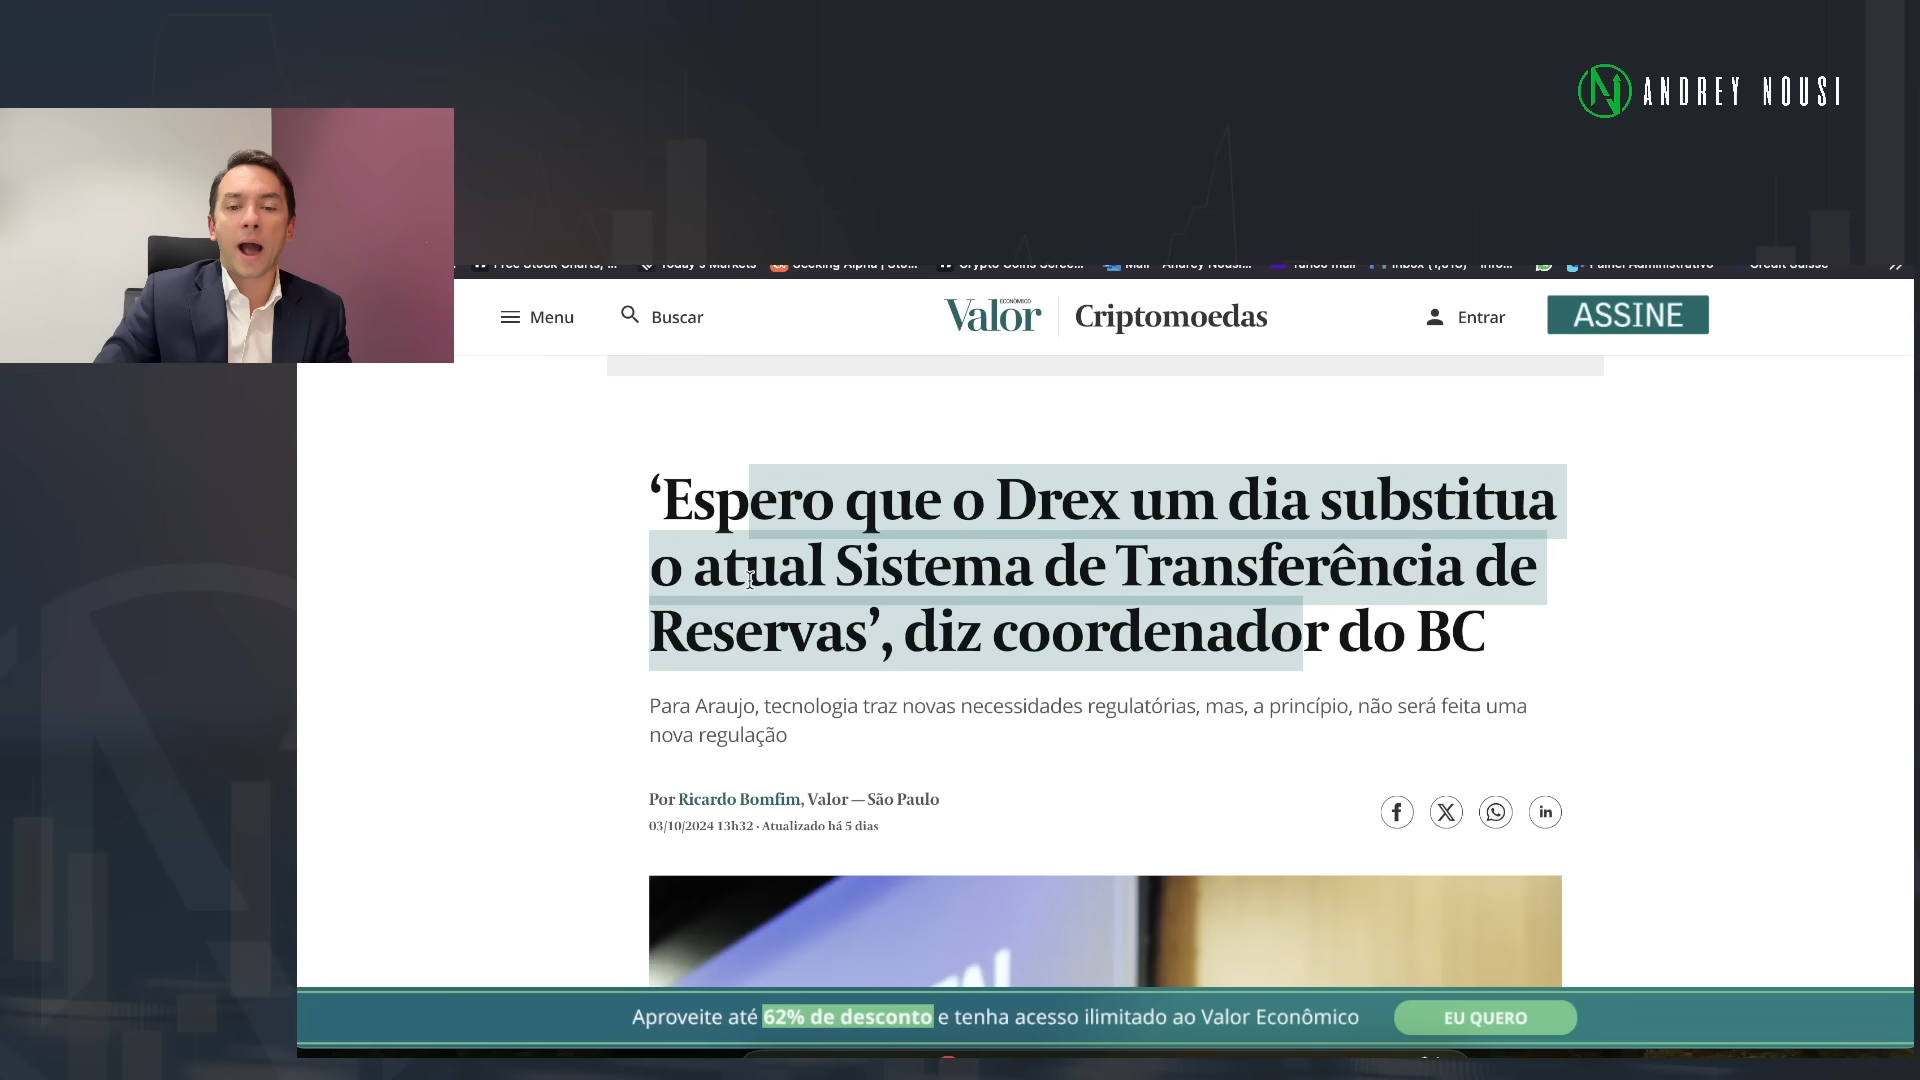 ANDREY NOUSI
Menu
Buscar
Valor
ECONÔMICO
Criptomoedas
Entrar
ASSINE
‘Espero que o Drex um dia substitua
o atual Sistema de Transferência de
Reservas’, diz coordenador do BC
Para Araujo, tecnologia traz novas necessidades regulatórias, mas, a princípio, não será feita uma
nova regulação
Por Ricardo Bomfim, Valor — São Paulo
03/10/2024 13h32 · Atualizado há 5 dias
Aproveite até 62% de desconto e tenha acesso ilimitado ao Valor Econômico
EU QUERO